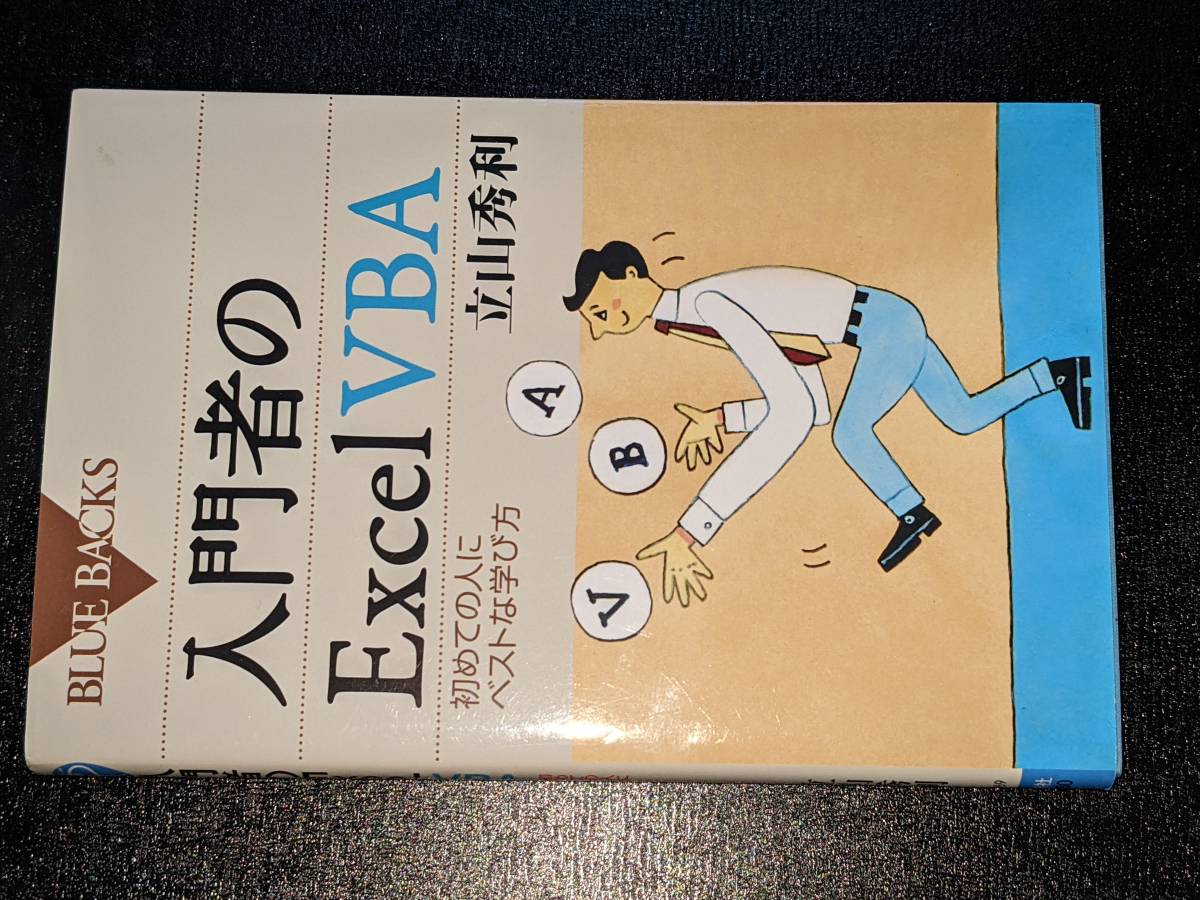 BLUE BACKS
入門者の
Excel VBA
初めての人に
ベストな学び方
立山秀利
A
B
V